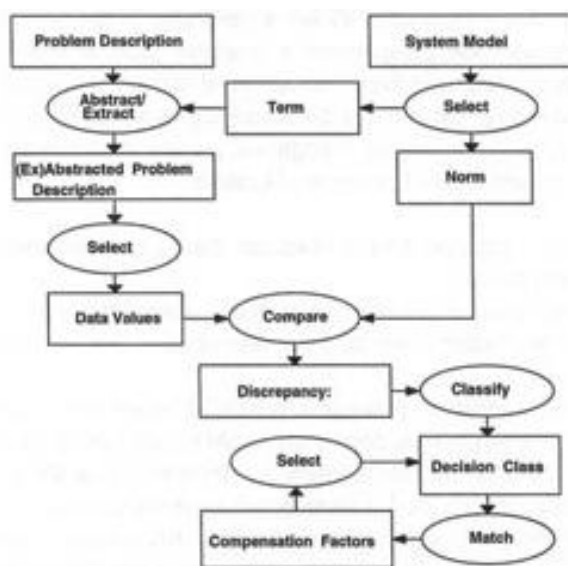 Problem Description
System Model
Abstract/
Extract
Term
Select
(Ex)Abstracted Problem
Description
Norm
Select
Data Values
Compare
Discrepancy:
Classify
Select
Decision Class
Compensation Factors
Match